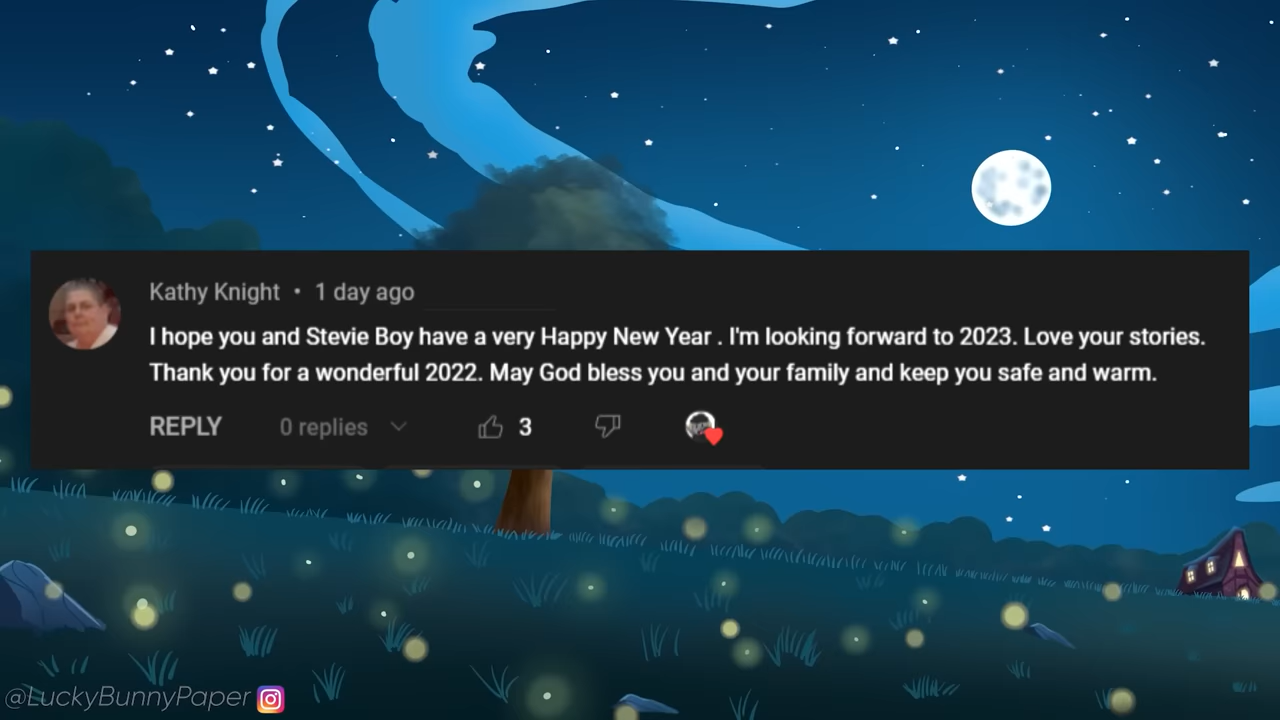 Kathy Knight • 1 day ago
I hope you and Stevie Boy have a very Happy New Year . I'm looking forward to 2023. Love your stories.
Thank you for a wonderful 2022. May God bless you and your family and keep you safe and warm.
REPLY 0 replies 3
@LuckyBunnyPaper